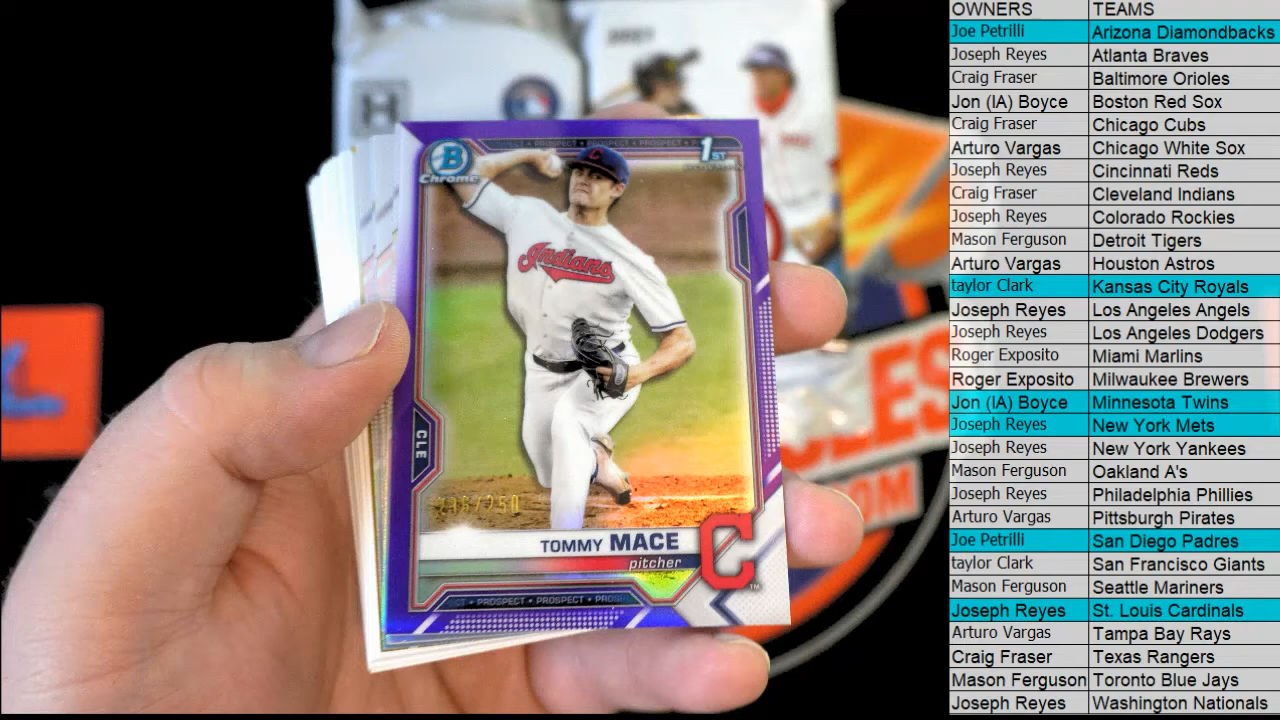 OWNERS TEAMS
Joe Petrilli Arizona Diamondbacks
Joseph Reyes Atlanta Braves
Craig Fraser Baltimore Orioles
Jon (IA) Boyce Boston Red Sox
Craig Fraser Chicago Cubs
Arturo Vargas Chicago White Sox
Joseph Reyes Cincinnati Reds
Craig Fraser Cleveland Indians
Joseph Reyes Colorado Rockies
Mason Ferguson Detroit Tigers
Arturo Vargas Houston Astros
taylor Clark Kansas City Royals
Joseph Reyes Los Angeles Angels
Joseph Reyes Los Angeles Dodgers
Roger Exposito Miami Marlins
Roger Exposito Milwaukee Brewers
Jon (IA) Boyce Minnesota Twins
Joseph Reyes New York Mets
Joseph Reyes New York Yankees
Mason Ferguson Oakland A's
Joseph Reyes Philadelphia Phillies
Arturo Vargas Pittsburgh Pirates
Joe Petrilli San Diego Padres
taylor Clark San Francisco Giants
Mason Ferguson Seattle Mariners
Joseph Reyes St. Louis Cardinals
Arturo Vargas Tampa Bay Rays
Craig Fraser Texas Rangers
Mason Ferguson Toronto Blue Jays
Joseph Reyes Washington Nationals
B
Chrome
PROSPECT • PROSPECT • PROSPECT
1ST
C
Indians
CLE
/250
TOMMY MACE
pitcher
C
TM
PROSPECT • PROSPECT
H